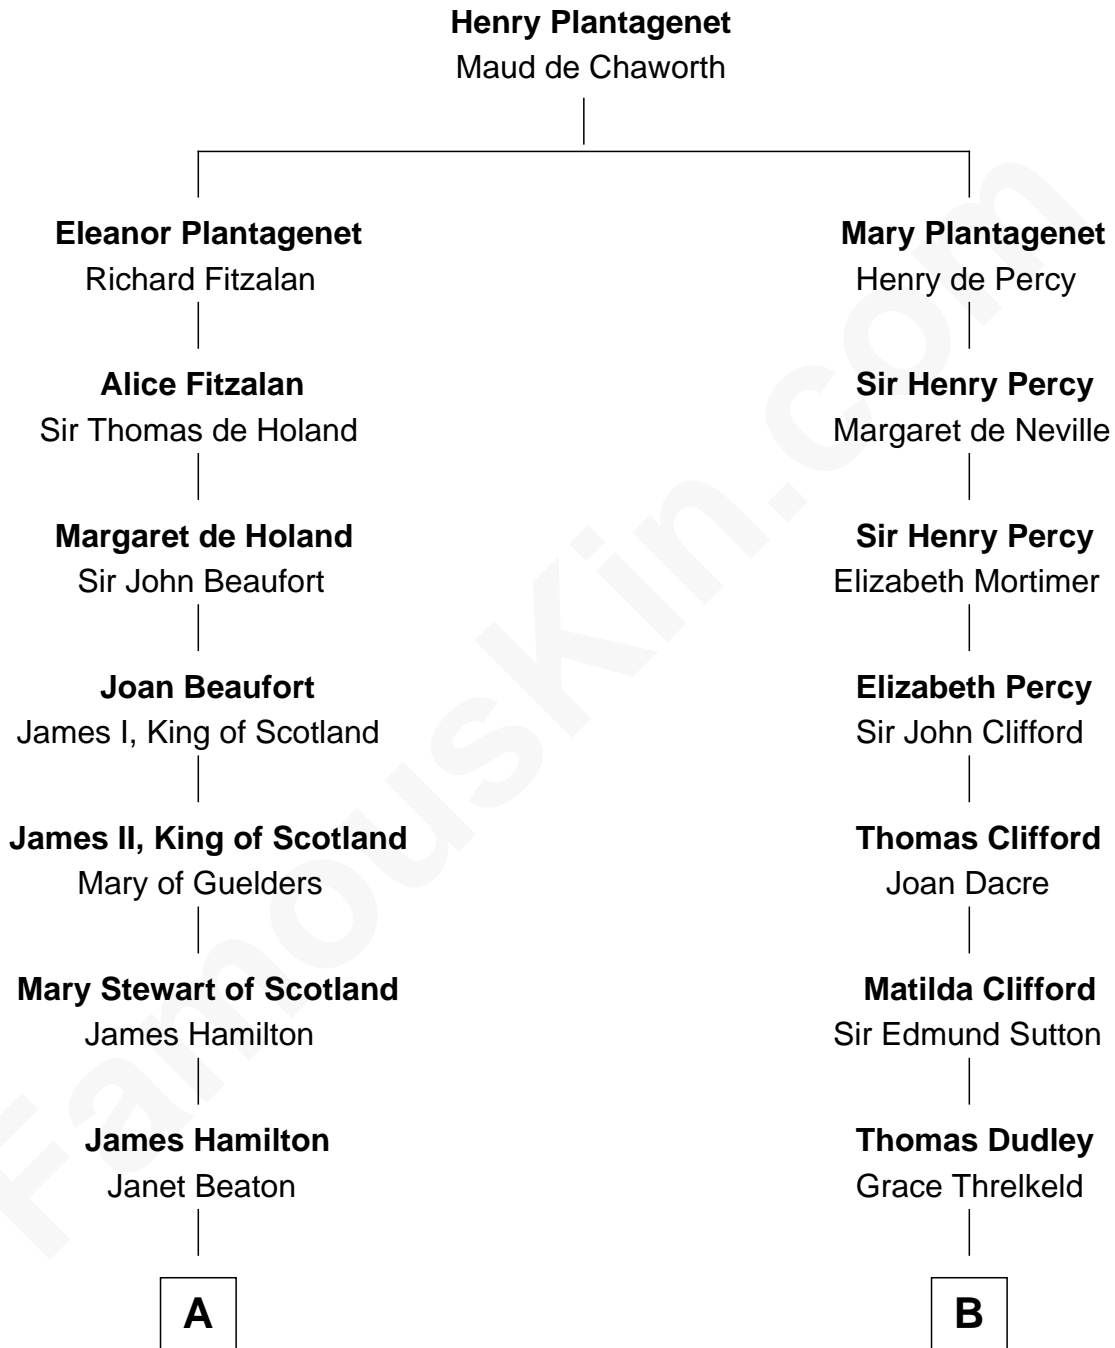 Henry Plantagenet
Maud de Chaworth
Eleanor Plantagenet
Richard Fitzalan
Mary Plantagenet
Henry de Percy
Alice Fitzalan
Sir Thomas de Holand
Sir Henry Percy
Margaret de Neville
Margaret de Holand
Sir John Beaufort
Sir Henry Percy
Elizabeth Mortimer
Joan Beaufort
James I, King of Scotland
Elizabeth Percy
Sir John Clifford
James II, King of Scotland
Mary of Guelders
Thomas Clifford
Joan Dacre
Mary Stewart of Scotland
James Hamilton
Matilda Clifford
Sir Edmund Sutton
James Hamilton
Janet Beaton
Thomas Dudley
Grace Threlkeld
A
B
FamousKin.com